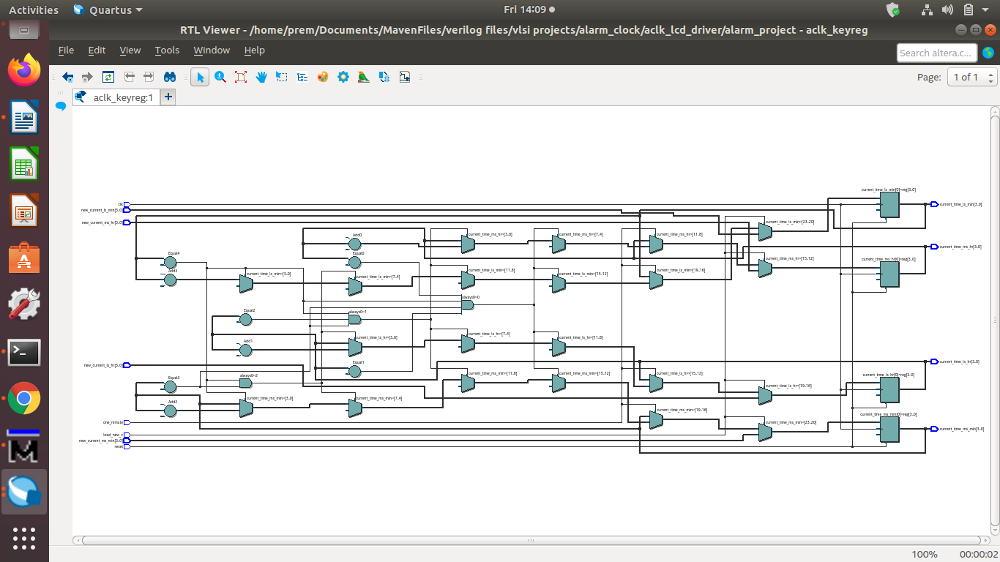 Activities
Quartus
Fri 14:09
RTL Viewer - /home/prem/Documents/MavenFiles/verilog files/vlsi projects/alarm_clock/aclk_lcd_driver/alarm_project - aclk_keyreg
File Edit View Tools Window Help
Search altera.c...
Page: 1 of 1
aclk_keyreg:1
current_time_ls_min[0]~reg[3..0]
clk
current_time_ls_min[3..0]
new_current_ls_min[3..0]
new_current_ms_hr[3..0]
current_time_ls_min~[23..20]
Add0
current_time_ms_hr~[3..0]
current_time_ms_hr~[7..4]
current_time_ms_hr~[11..8]
current_time_ms_hr[3..0]
Equal4
Equal0
current_time_ms_hr~[15..12]
current_time_ms_hr[0]~reg[3..0]
Add3
current_time_ls_min~[3..0]
current_time_ls_min~[7..4]
current_time_ls_min~[11..8]
current_time_ls_min~[15..12]
current_time_ls_min~[19..16]
always0~0
Equal2
always0~1
Add1
current_time_ls_hr~[3..0]
current_time_ls_hr~[7..4]
current_time_ls_hr~[11..8]
new_current_ls_hr[3..0]
Equal1
current_time_ls_hr[3..0]
Equal3
always0~2
current_time_ms_min~[11..8]
current_time_ms_min~[15..12]
current_time_ls_hr~[15..12]
current_time_ls_hr[0]~reg[3..0]
current_time_ls_hr~[19..16]
Add2
current_time_ms_min~[3..0]
current_time_ms_min~[7..4]
current_time_ms_min~[19..16]
current_time_ms_min[0]~reg[3..0]
one_minute
current_time_ms_min~[23..20]
current_time_ms_min[3..0]
load_new_c
new_current_ms_min[3..0]
reset
100% 00:00:02